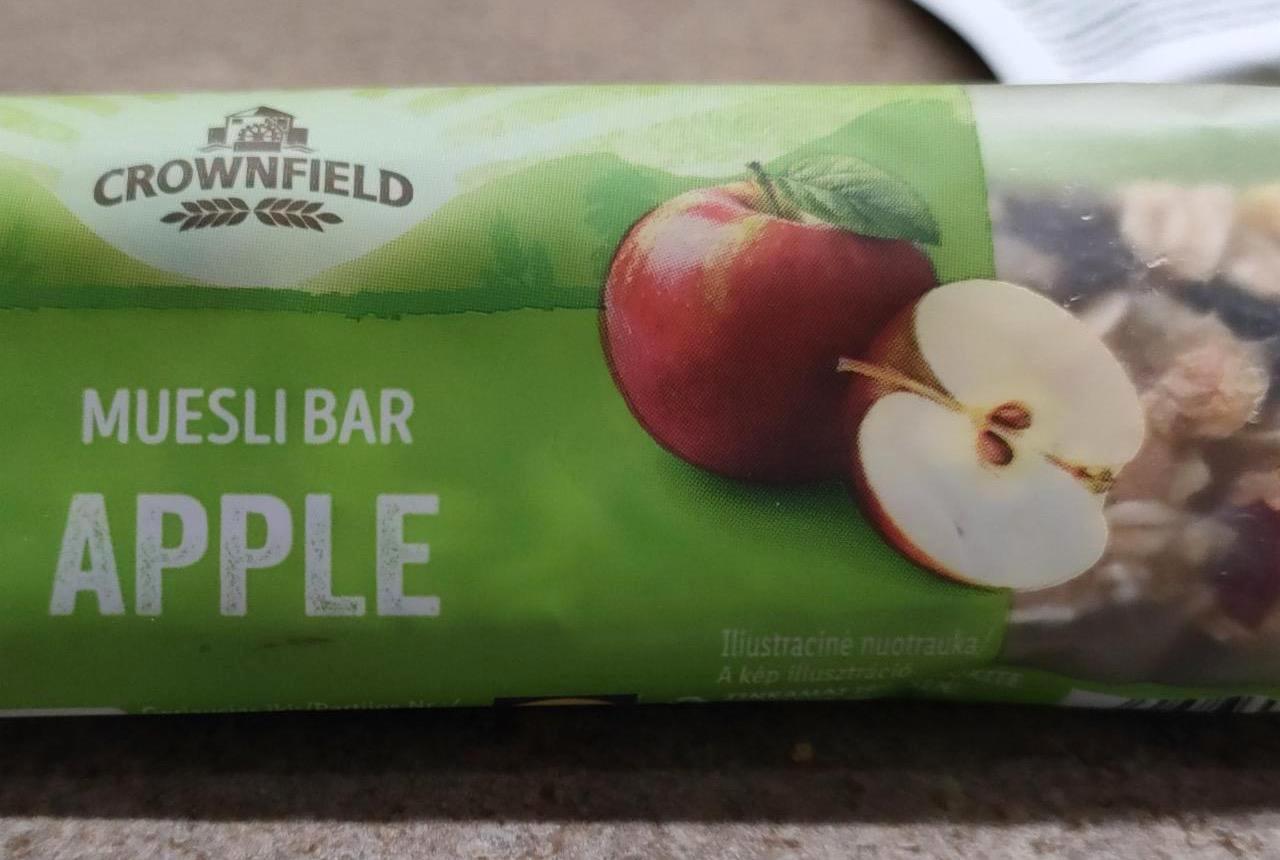 CROWNFIELD
MUESLI BAR
APPLE
Iliustracinė nuotrauka/
A kép illusztráció